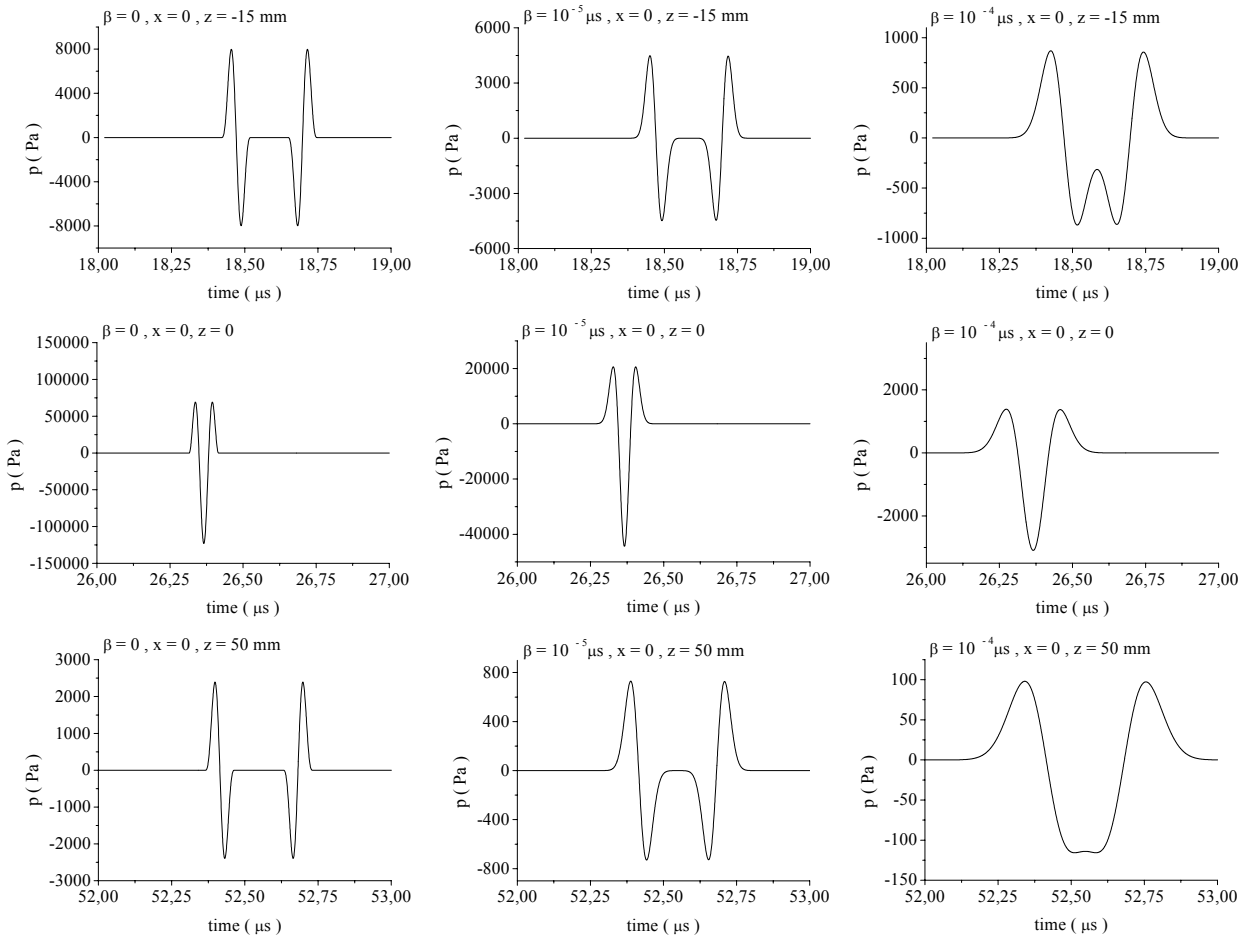 β = 0 , x = 0 , z = -15 mm
8000
4000
0
-4000
-8000
p ( Pa )
18,00 18,25 18,50 18,75 19,00
time ( μs )
β = 10 -5 μs , x = 0 , z = -15 mm
6000
3000
0
-3000
-6000
p ( Pa )
18,00 18,25 18,50 18,75 19,00
time ( μs )
β = 10 -4 μs , x = 0 , z = -15 mm
1000
500
0
-500
-1000
p ( Pa )
18,00 18,25 18,50 18,75 19,00
time ( μs )
β = 0 , x = 0, z = 0
150000
100000
50000
0
-50000
-100000
-150000
p ( Pa )
26,00 26,25 26,50 26,75 27,00
time ( μs )
β = 10 -5 μs , x = 0 , z = 0
20000
0
-20000
-40000
p ( Pa )
26,00 26,25 26,50 26,75 27,00
time ( μs )
β = 10 -4 μs , x = 0 , z = 0
2000
0
-2000
p ( Pa )
26,00 26,25 26,50 26,75 27,00
time ( μs )
β = 0 , x = 0 , z = 50 mm
3000
2000
1000
0
-1000
-2000
-3000
p ( Pa )
52,00 52,25 52,50 52,75 53,00
time ( μs )
β = 10 -5 μs , x = 0 , z = 50 mm
800
400
0
-400
-800
p ( Pa )
52,00 52,25 52,50 52,75 53,00
time ( μs )
β = 10 -4 μs , x = 0 , z = 50 mm
100
50
0
-50
-100
-150
p ( Pa )
52,00 52,25 52,50 52,75 53,00
time ( μs )